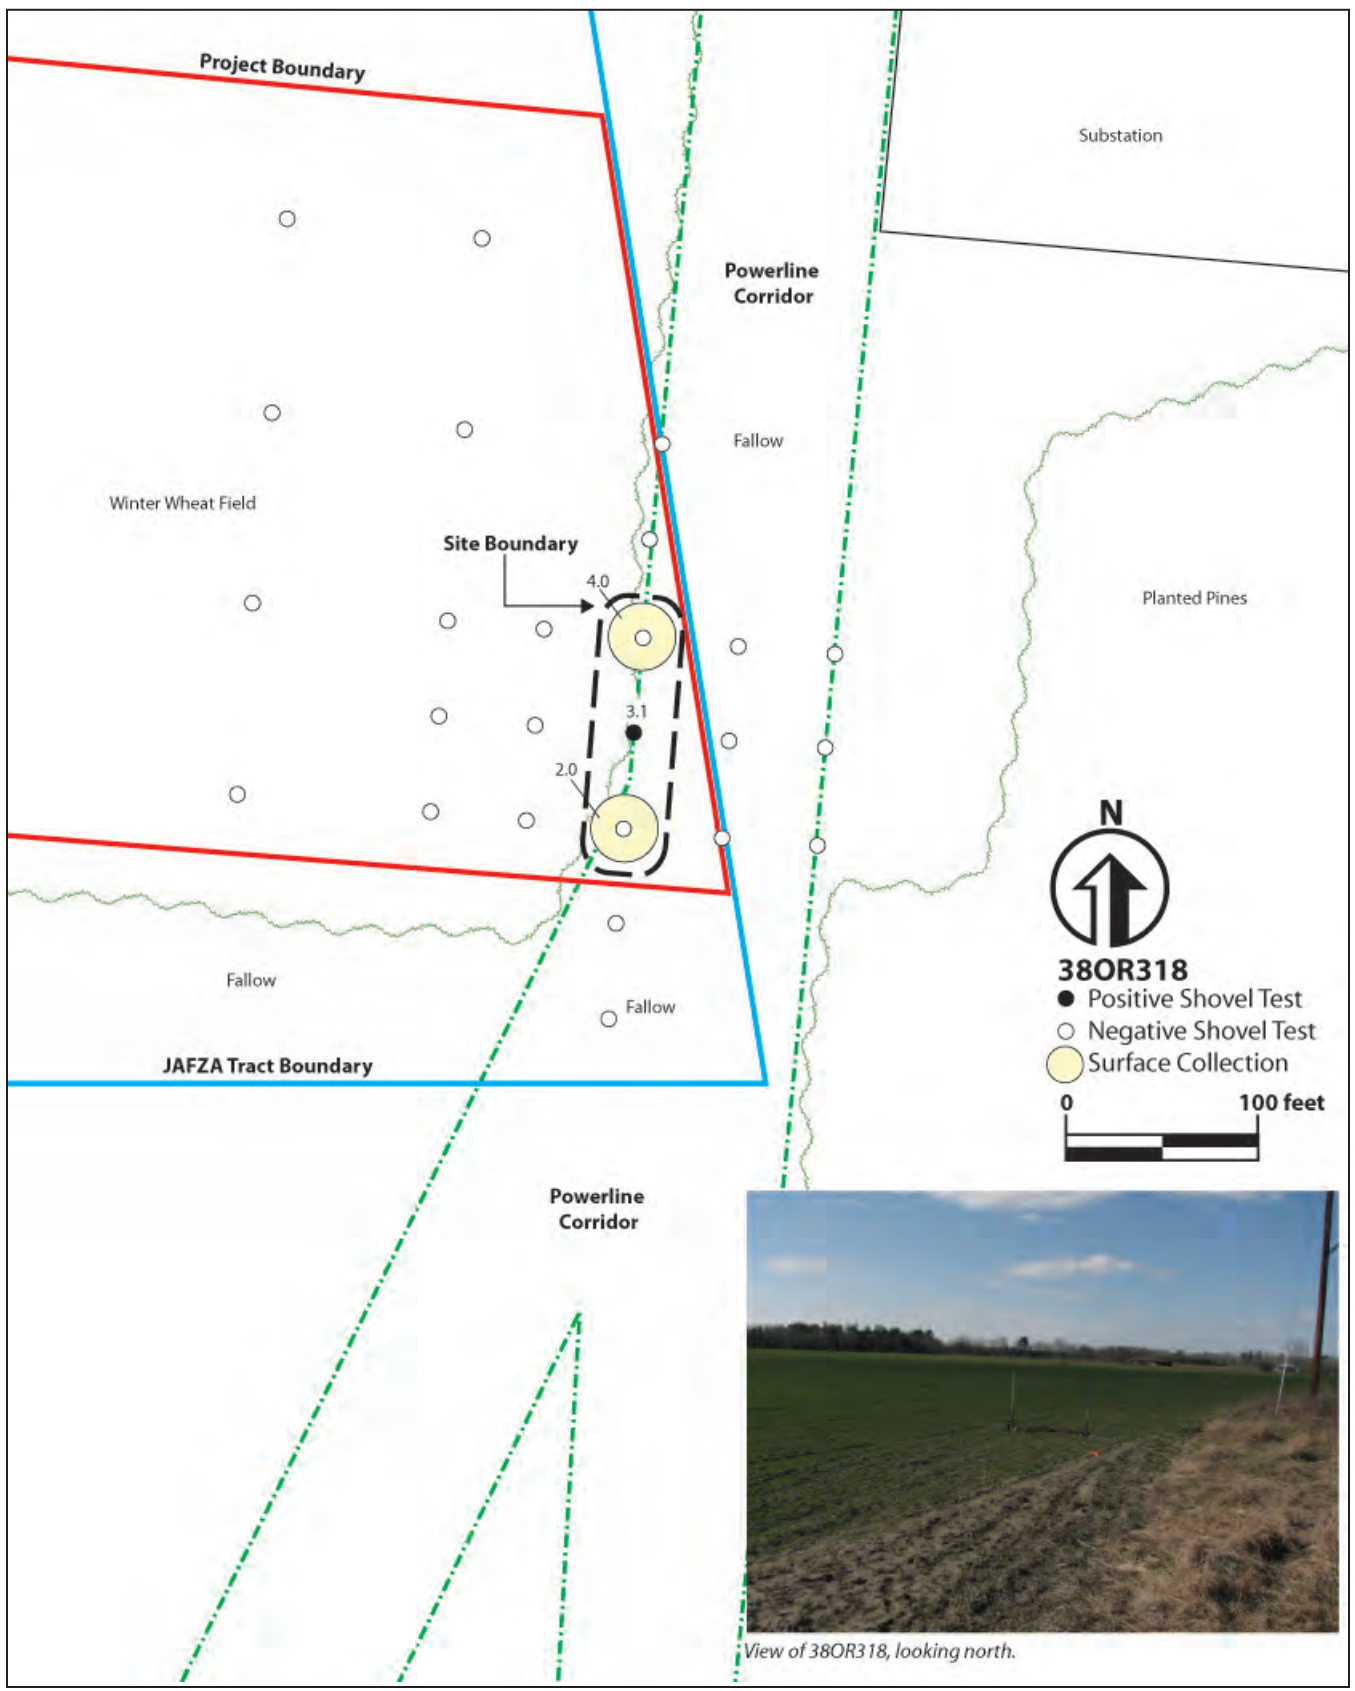 Project Boundary
Substation
Powerline
Corridor
Fallow
Winter Wheat Field
Site Boundary
4.0
Planted Pines
3.1
2.0
N
38OR318
Positive Shovel Test
Negative Shovel Test
Surface Collection
0 100 feet
Fallow
Fallow
JAFZA Tract Boundary
Powerline
Corridor
View of 38OR318, looking north.